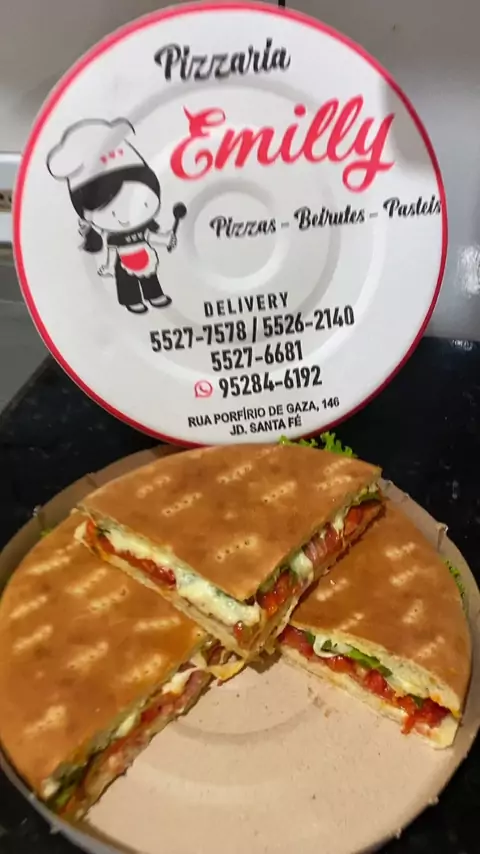 Pizzaria
Emilly
Pizzas - Beirutes - Pasteis
DELIVERY
5527-7578 / 5526-2140
5527-6681
95284-6192
RUA PORFÍRIO DE GAZA, 146
JD. SANTA FÉ